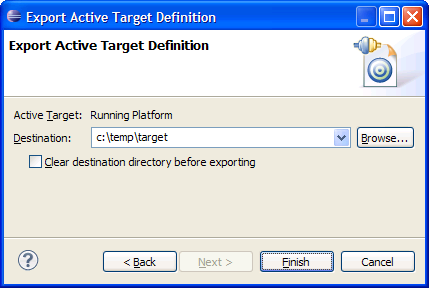 Export Active Target Definition
Export Active Target Definition
Active Target: Running Platform
Destination: c:\temp\target Browse...
Clear destination directory before exporting
? < Back Next > Finish Cancel